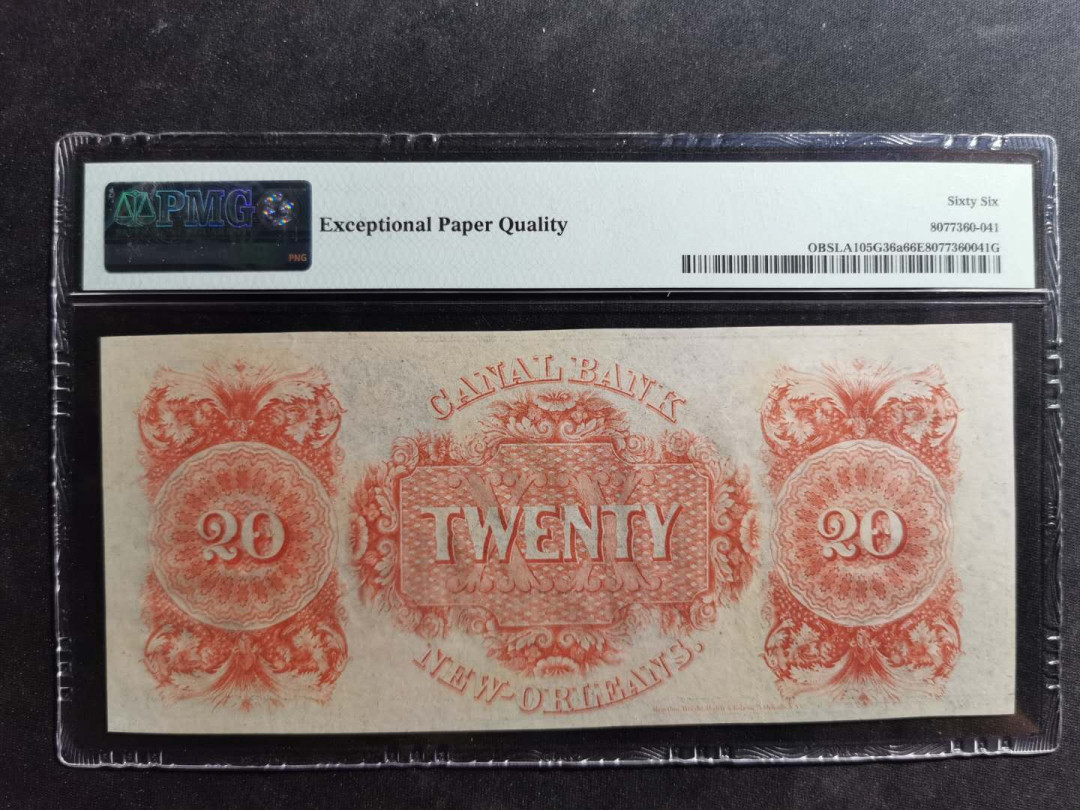 PMG
PNG
Exceptional Paper Quality
Sixty Six
8077360-041
OBSLA105G36a66E8077360041G
CANAL BANK
20
TWENTY
20
NEW-ORLEANS.